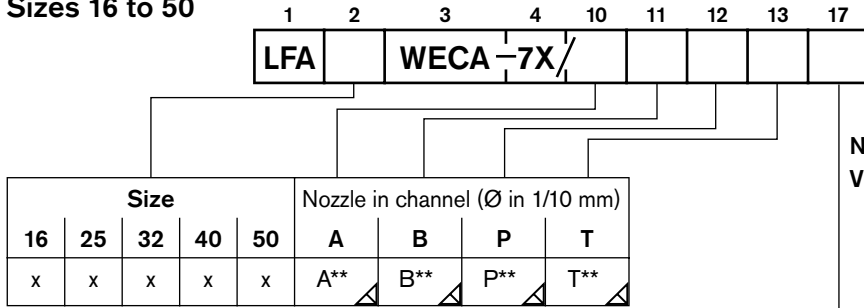 Sizes 16 to 50
1 2 3 4 10 11 12 13 17
LFA WECA –7X/
N
V
Size Nozzle in channel (Ø in 1/10 mm)
16 25 32 40 50 A B P T
x x x x x A** B** P** T**